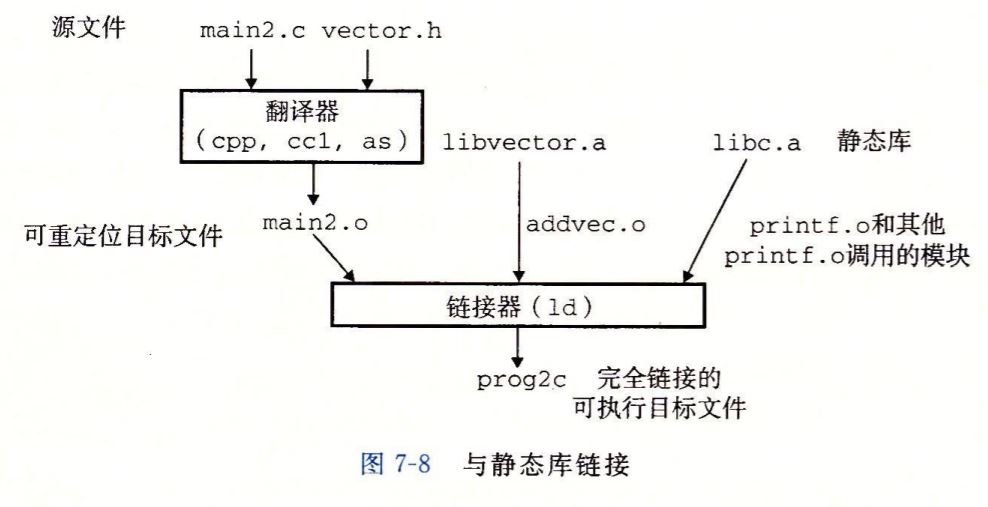 源文件 main2.c vector.h
翻译器
(cpp, cc1, as)
libvector.a
libc.a 静态库
可重定位目标文件
main2.o
addvec.o
printf.o和其他
printf.o调用的模块
链接器(ld)
prog2c 完全链接的
可执行目标文件
图 7-8 与静态库链接